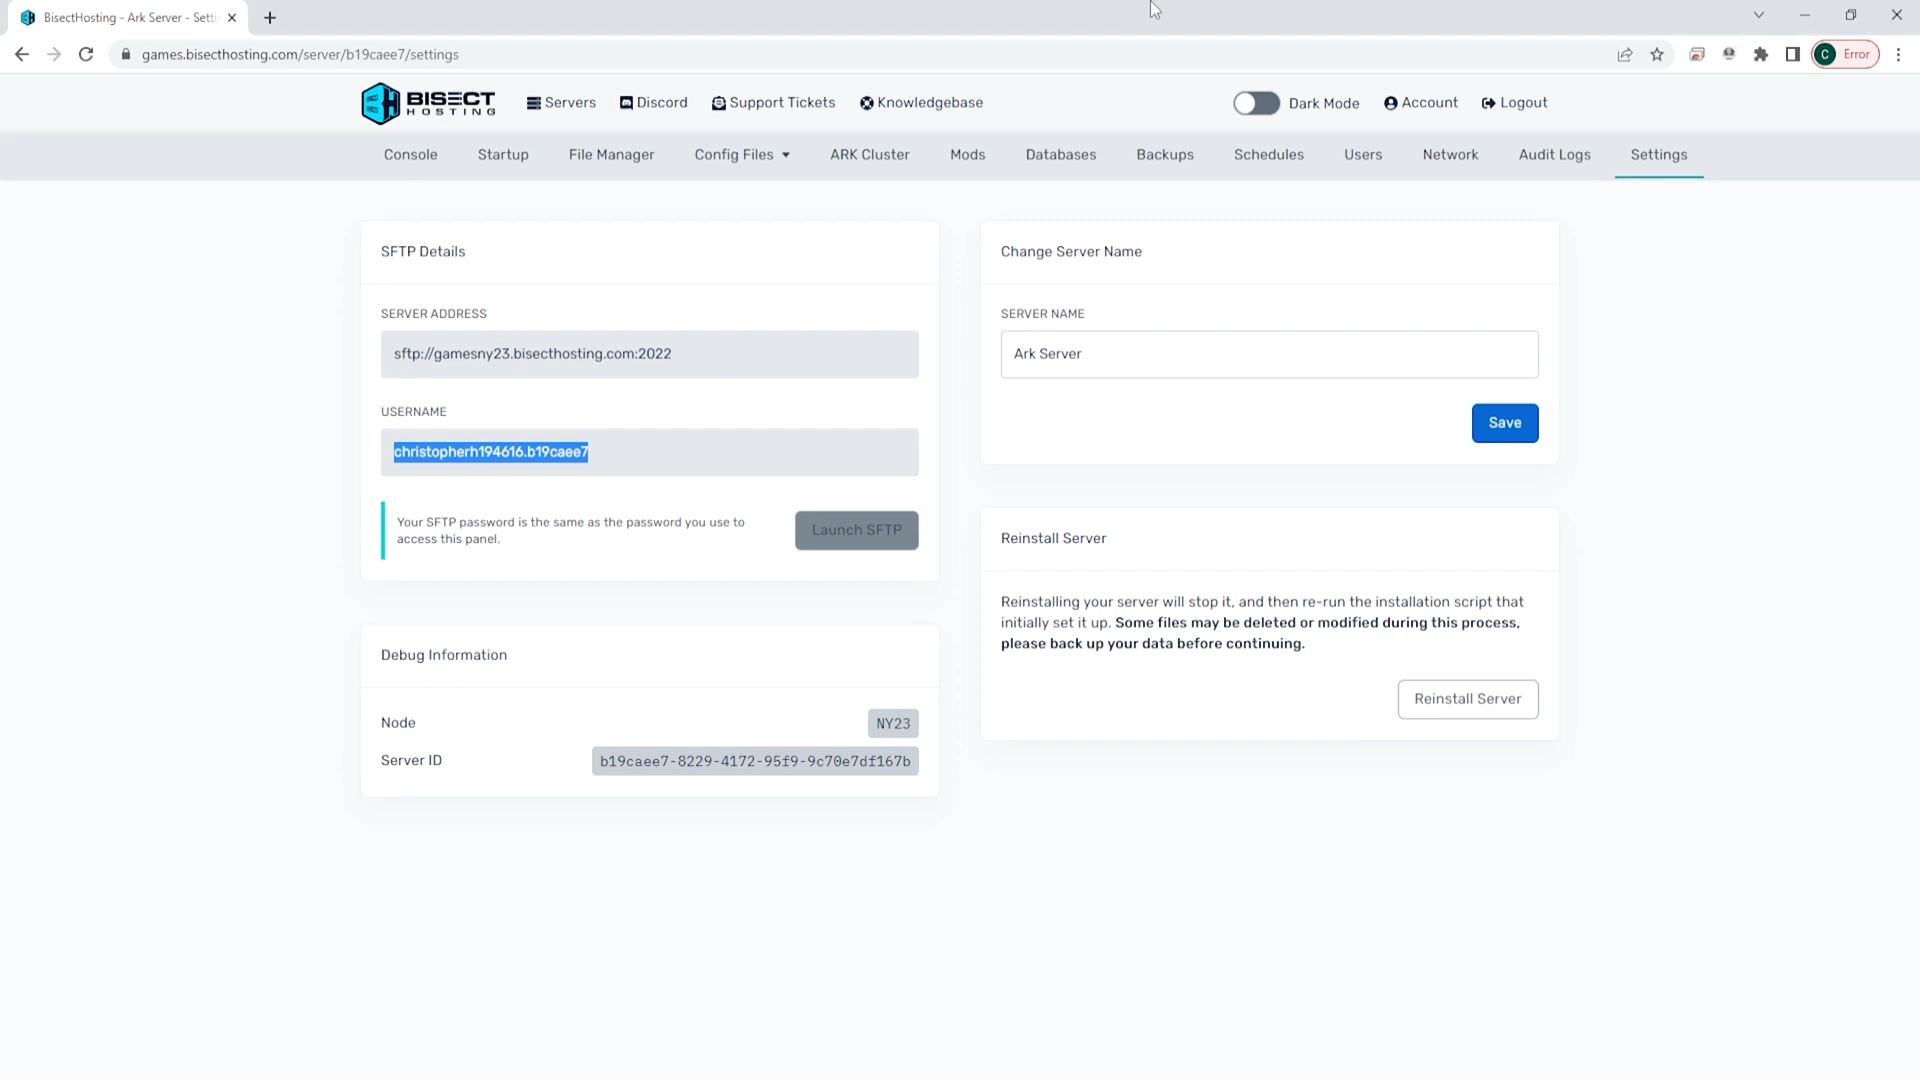 BisectHosting - Ark Server - Setti
games.bisecthosting.com/server/b19caee7/settings
C Error
BISECT
HOSTING
Servers Discord Support Tickets Knowledgebase Dark Mode Account Logout
Console Startup File Manager Config Files ARK Cluster Mods Databases Backups Schedules Users Network Audit Logs Settings
SFTP Details
SERVER ADDRESS
sftp://gamesny23.bisecthosting.com:2022
USERNAME
christopherh194616.b19caee7
Your SFTP password is the same as the password you use to
access this panel.
Launch SFTP
Debug Information
Node NY23
Server ID b19caee7-8229-4172-95f9-9c70e7df167b
Change Server Name
SERVER NAME
Ark Server
Save
Reinstall Server
Reinstalling your server will stop it, and then re-run the installation script that
initially set it up. Some files may be deleted or modified during this process,
please back up your data before continuing.
Reinstall Server